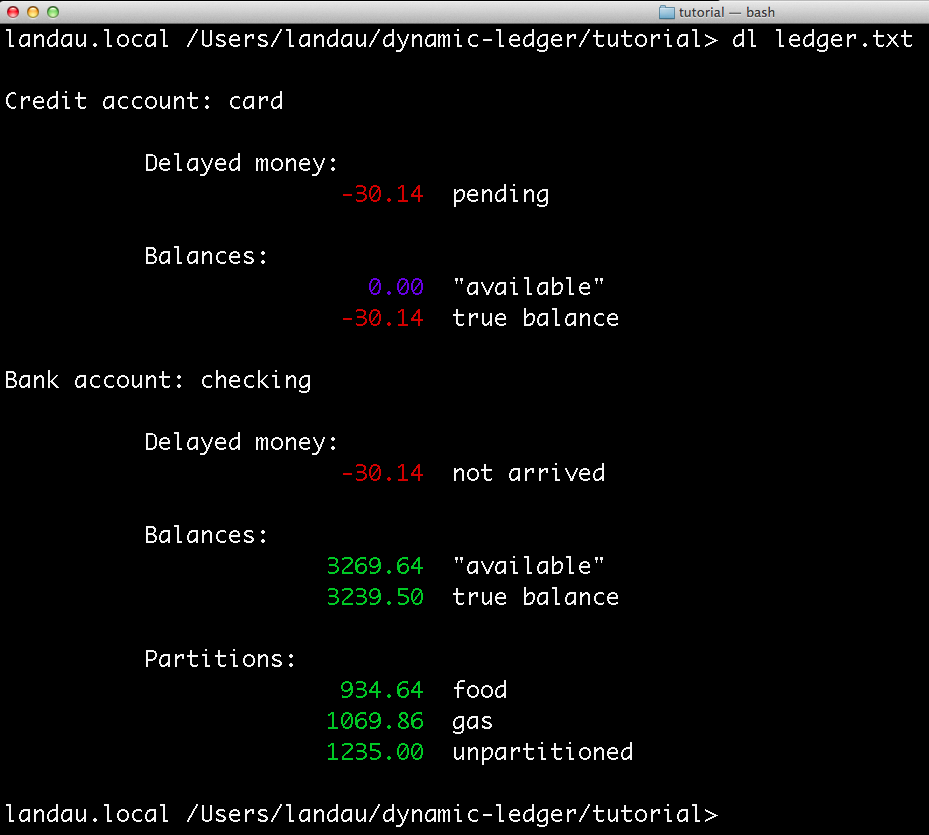 tutorial — bash
landau.local /Users/landau/dynamic-ledger/tutorial> dl ledger.txt
Credit account: card
Delayed money:
-30.14 pending
Balances:
0.00 "available"
-30.14 true balance
Bank account: checking
Delayed money:
-30.14 not arrived
Balances:
3269.64 "available"
3239.50 true balance
Partitions:
934.64 food
1069.86 gas
1235.00 unpartitioned
landau.local /Users/landau/dynamic-ledger/tutorial>